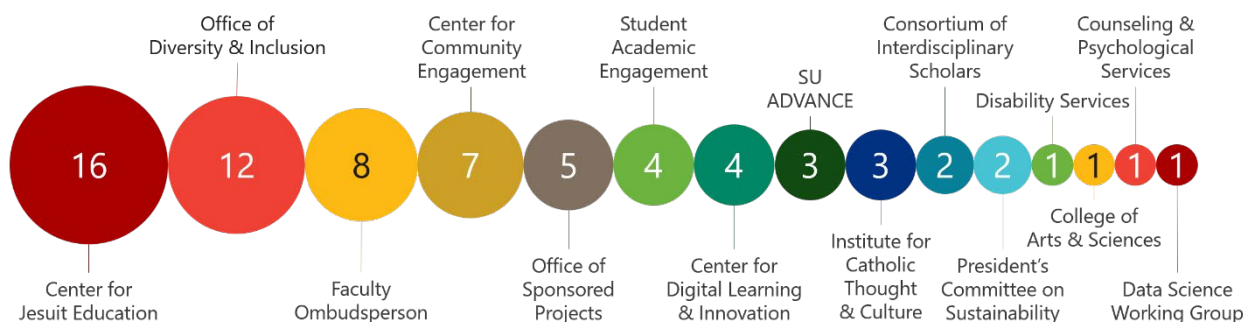 Office of
Diversity & Inclusion
Center for
Community
Engagement
Student
Academic
Engagement
SU
ADVANCE
Consortium of
Interdisciplinary
Scholars
Disability Services
Counseling &
Psychological
Services
16
12
8
7
5
4
4
3
3
2
2
1
1
1
1
Center for
Jesuit Education
Faculty
Ombudsperson
Office of
Sponsored
Projects
Center for
Digital Learning
& Innovation
Institute for
Catholic
Thought
& Culture
President’s
Committee on
Sustainability
College of
Arts & Sciences
Data Science
Working Group